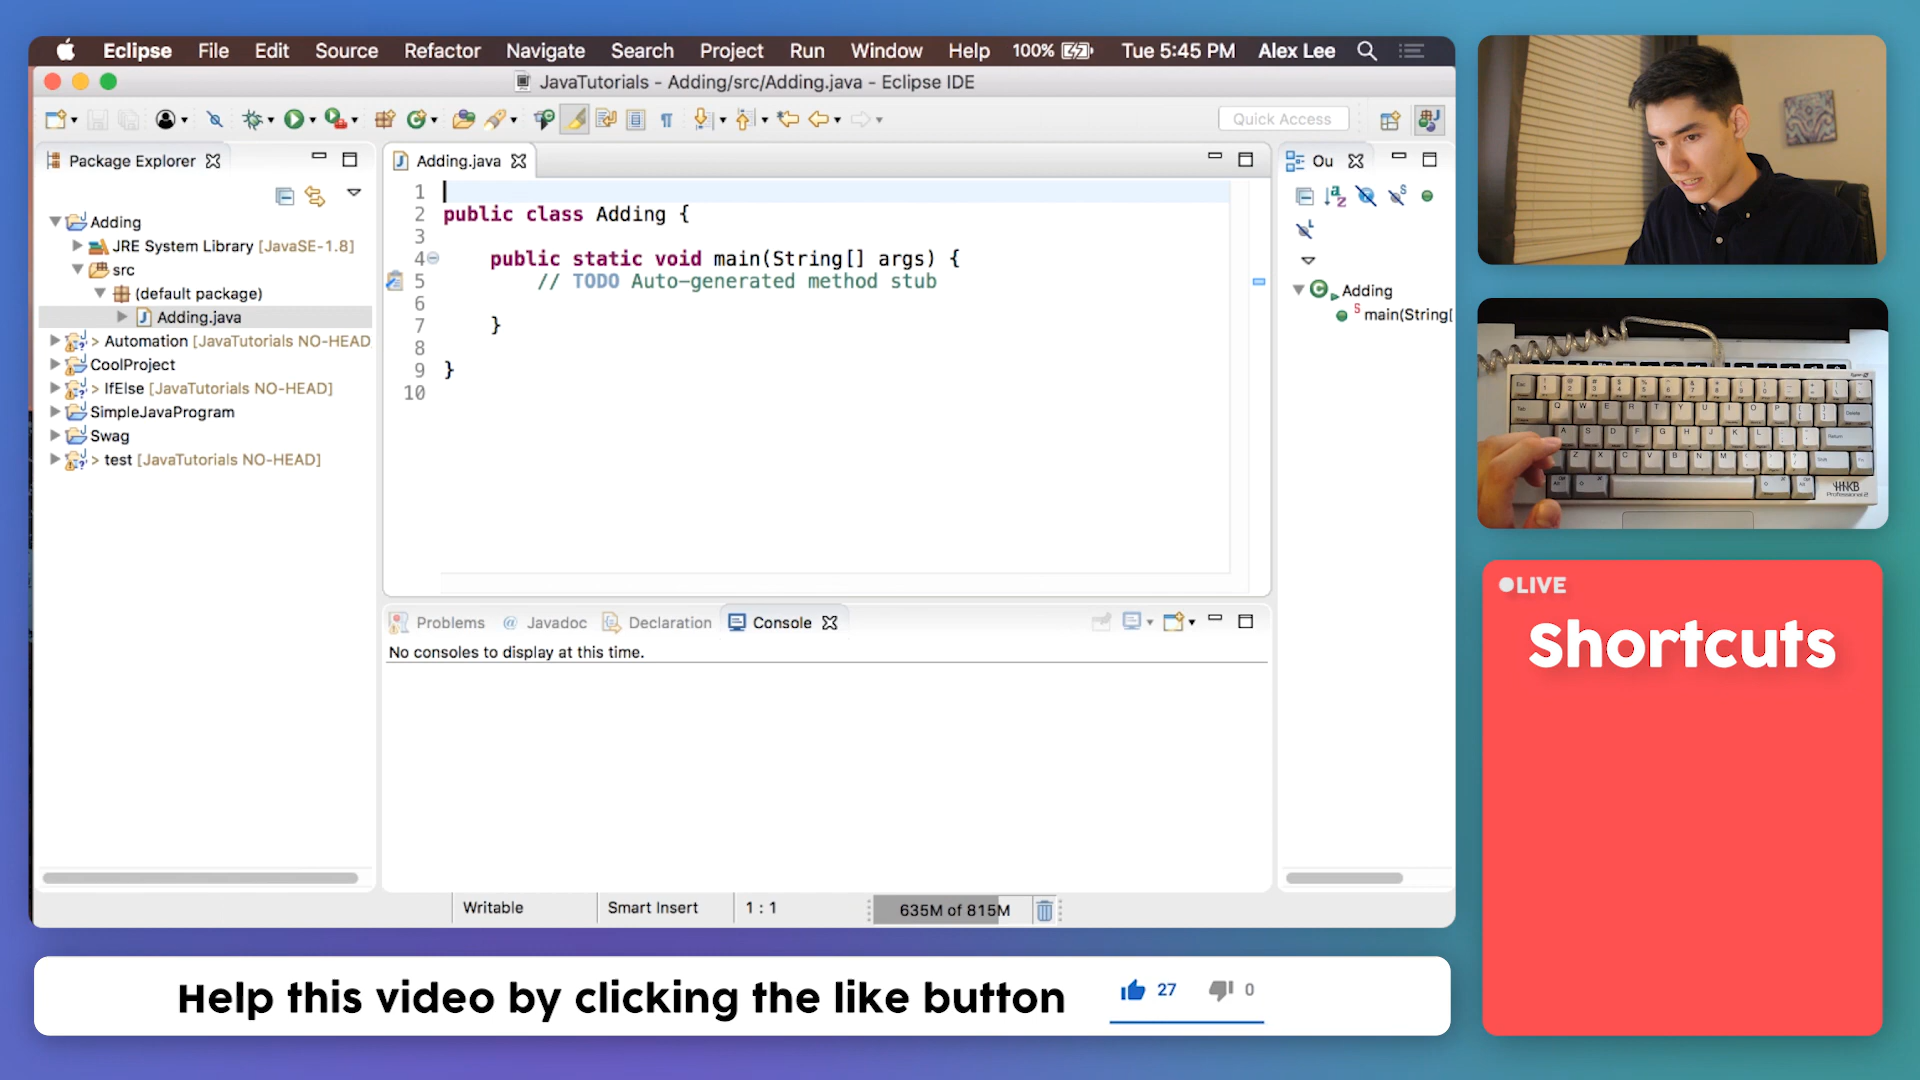 Eclipse File Edit Source Refactor Navigate Search Project Run Window Help 100% Tue 5:45 PM Alex Lee
JavaTutorials - Adding/src/Adding.java - Eclipse IDE
Quick Access
Package Explorer
Adding
JRE System Library [JavaSE-1.8]
src
(default package)
Adding.java
> Automation [JavaTutorials NO-HEAD
CoolProject
> IfElse [JavaTutorials NO-HEAD]
SimpleJavaProgram
Swag
> test [JavaTutorials NO-HEAD]
Adding.java
1
2 public class Adding {
3
4 public static void main(String[] args) {
5 // TODO Auto-generated method stub
6
7 }
8
9 }
10
Ou
Adding
main(String[
Problems @ Javadoc Declaration Console
No consoles to display at this time.
Writable Smart Insert 1 : 1 635M of 815M
LIVE
Shortcuts
HHKB
Professional2
Help this video by clicking the like button 27 0